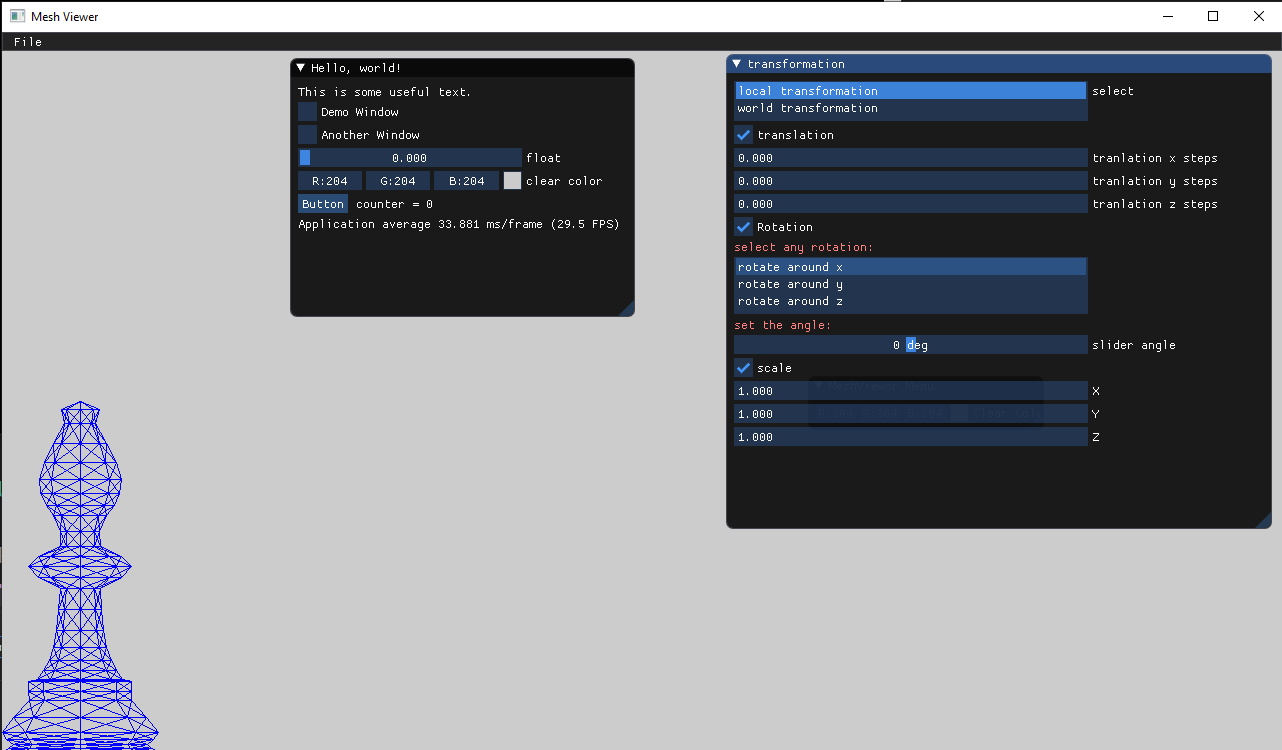 Mesh Viewer
File
Hello, world!
This is some useful text.
Demo Window
Another Window
0.000 float
R:204 G:204 B:204 clear color
Button counter = 0
Application average 33.881 ms/frame (29.5 FPS)
transformation
local transformation select
world transformation
translation
0.000 tranlation x steps
0.000 tranlation y steps
0.000 tranlation z steps
Rotation
select any rotation:
rotate around x
rotate around y
rotate around z
set the angle:
0 deg slider angle
scale
1.000 X
1.000 Y
1.000 Z